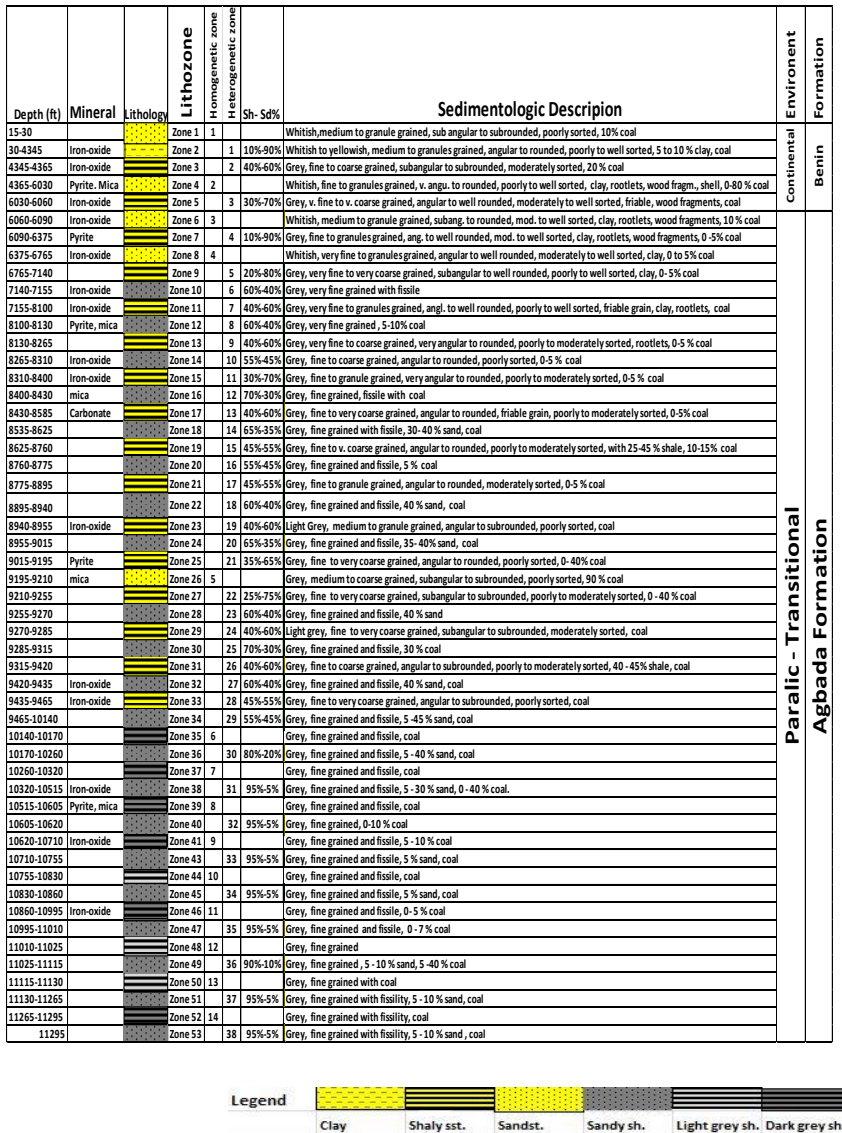 Depth (ft) Mineral Lithology Lithozone Homogenetic zone Heterogenetic zone Sh- Sd% Sedimentologic Descripion Environent Formation
15-30 Zone 1 1 Whitish,medium to granule grained, sub angular to subrounded, poorly sorted, 10% coal
30-4345 Iron-oxide Zone 2 1 10%-90% Whitish to yellowish, medium to granules grained, angular to rounded, poorly to well sorted, 5 to 10 % clay, coal
4345-4365 Iron-oxide Zone 3 2 40%-60% Grey, fine to coarse grained, subangular to subrounded, moderately sorted, 20 % coal
4365-6030 Pyrite. Mica Zone 4 2 Whitish, fine to granules grained, v. angu. to rounded, poorly to well sorted, clay, rootlets, wood fragm., shell, 0-80 % coal
6030-6060 Iron-oxide Zone 5 3 30%-70% Grey, v. fine to v. coarse grained, angular to well rounded, moderately to well sorted, friable, wood fragments, coal
Continental Benin
6060-6090 Iron-oxide Zone 6 3 Whitish, medium to granule grained, subang. to rounded, mod. to well sorted, clay, rootlets, wood fragments, 10 % coal
6090-6375 Pyrite Zone 7 4 10%-90% Grey, fine to granules grained, ang. to well rounded, mod. to well sorted, clay, rootlets, wood fragments, 0 -5% coal
6375-6765 Iron-oxide Zone 8 4 Whitish, very fine to granules grained, angular to well rounded, moderately to well sorted, clay, 0 to 5% coal
6765-7140 Zone 9 5 20%-80% Grey, very fine to very coarse grained, subangular to well rounded, poorly to well sorted, clay, 0- 5% coal
7140-7155 Iron-oxide Zone 10 6 60%-40% Grey, very fine grained with fissile
7155-8100 Iron-oxide Zone 11 7 40%-60% Grey, very fine to granules grained, angl. to well rounded, poorly to well sorted, friable grain, clay, rootlets, coal
8100-8130 Pyrite, mica Zone 12 8 60%-40% Grey, very fine grained , 5-10% coal
8130-8265 Zone 13 9 40%-60% Grey, very fine to coarse grained, very angular to rounded, poorly to moderately sorted, rootlets, 0-5 % coal
8265-8310 Iron-oxide Zone 14 10 55%-45% Grey, fine to coarse grained, angular to rounded, poorly sorted, 0-5 % coal
8310-8400 Iron-oxide Zone 15 11 30%-70% Grey, fine to granule grained, very angular to rounded, poorly to moderately sorted, 0-5 % coal
8400-8430 mica Zone 16 12 70%-30% Grey, fine grained, fissile with coal
8430-8585 Carbonate Zone 17 13 40%-60% Grey, fine to very coarse grained, angular to rounded, friable grain, poorly to moderately sorted, 0-5% coal
8535-8625 Zone 18 14 65%-35% Grey, fine grained with fissile, 30- 40 % sand, coal
8625-8760 Zone 19 15 45%-55% Grey, fine to v. coarse grained, angular to rounded, poorly to moderately sorted, with 25-45 % shale, 10-15% coal
8760-8775 Zone 20 16 55%-45% Grey, fine grained and fissile, 5 % coal
8775-8895 Zone 21 17 45%-55% Grey, fine to granule grained, angular to rounded, moderately sorted, 0-5 % coal
8895-8940 Zone 22 18 60%-40% Grey, fine grained and fissile, 40 % sand, coal
8940-8955 Iron-oxide Zone 23 19 40%-60% Light Grey, medium to granule grained, angular to subrounded, poorly sorted, coal
8955-9015 Zone 24 20 65%-35% Grey, fine grained and fissile, 35- 40% sand, coal
9015-9195 Pyrite Zone 25 21 35%-65% Grey, fine to very coarse grained, angular to rounded, poorly sorted, 0- 40% coal
9195-9210 mica Zone 26 5 Grey, medium to coarse grained, subangular to subrounded, poorly sorted, 90 % coal
9210-9255 Zone 27 22 25%-75% Grey, fine to very coarse grained, subangular to subrounded, poorly to moderately sorted, 0 - 40 % coal
9255-9270 Zone 28 23 60%-40% Grey, fine grained and fissile, 40 % sand
9270-9285 Zone 29 24 40%-60% Light grey, fine to very coarse grained, subangular to subrounded, moderately sorted, coal
9285-9315 Zone 30 25 70%-30% Grey, fine grained and fissile, 30 % coal
9315-9420 Zone 31 26 40%-60% Grey, fine to coarse grained, angular to subrounded, poorly to moderately sorted, 40 - 45% shale, coal
9420-9435 Iron-oxide Zone 32 27 60%-40% Grey, fine grained and fissile, 40 % sand, coal
9435-9465 Iron-oxide Zone 33 28 45%-55% Grey, fine to very coarse grained, angular to subrounded, poorly sorted, coal
9465-10140 Zone 34 29 55%-45% Grey, fine grained and fissile, 5 -45 % sand, coal
10140-10170 Zone 35 6 Grey, fine grained and fissile, coal
10170-10260 Zone 36 30 80%-20% Grey, fine grained and fissile, 5 - 40 % sand, coal
10260-10320 Zone 37 7 Grey, fine grained and fissile, coal
10320-10515 Iron-oxide Zone 38 31 95%-5% Grey, fine grained and fissile, 5 - 30 % sand, 0 - 40 % coal.
10515-10605 Pyrite, mica Zone 39 8 Grey, fine grained and fissile, coal
10605-10620 Zone 40 32 95%-5% Grey, fine grained, 0-10 % coal
10620-10710 Iron-oxide Zone 41 9 Grey, fine grained and fissile, 5 - 10 % coal
10710-10755 Zone 43 33 95%-5% Grey, fine grained and fissile, 5 % sand, coal
10755-10830 Zone 44 10 Grey, fine grained and fissile, coal
10830-10860 Zone 45 34 95%-5% Grey, fine grained and fissile, 5 % sand, coal
10860-10995 Iron-oxide Zone 46 11 Grey, fine grained and fissile, 0- 5 % coal
10995-11010 Zone 47 35 95%-5% Grey, fine grained and fissile, 0 - 7 % coal
11010-11025 Zone 48 12 Grey, fine grained
11025-11115 Zone 49 36 90%-10% Grey, fine grained , 5 - 10 % sand, 5 -40 % coal
11115-11130 Zone 50 13 Grey, fine grained with coal
11130-11265 Zone 51 37 95%-5% Grey, fine grained with fissility, 5 - 10 % sand, coal
11265-11295 Zone 52 14 Grey, fine grained with fissility, coal
11295 Zone 53 38 95%-5% Grey, fine grained with fissility, 5 - 10 % sand , coal
Paralic - Transitional
Agbada Formation
Legend
Clay Shaly sst. Sandst. Sandy sh. Light grey sh. Dark grey sh